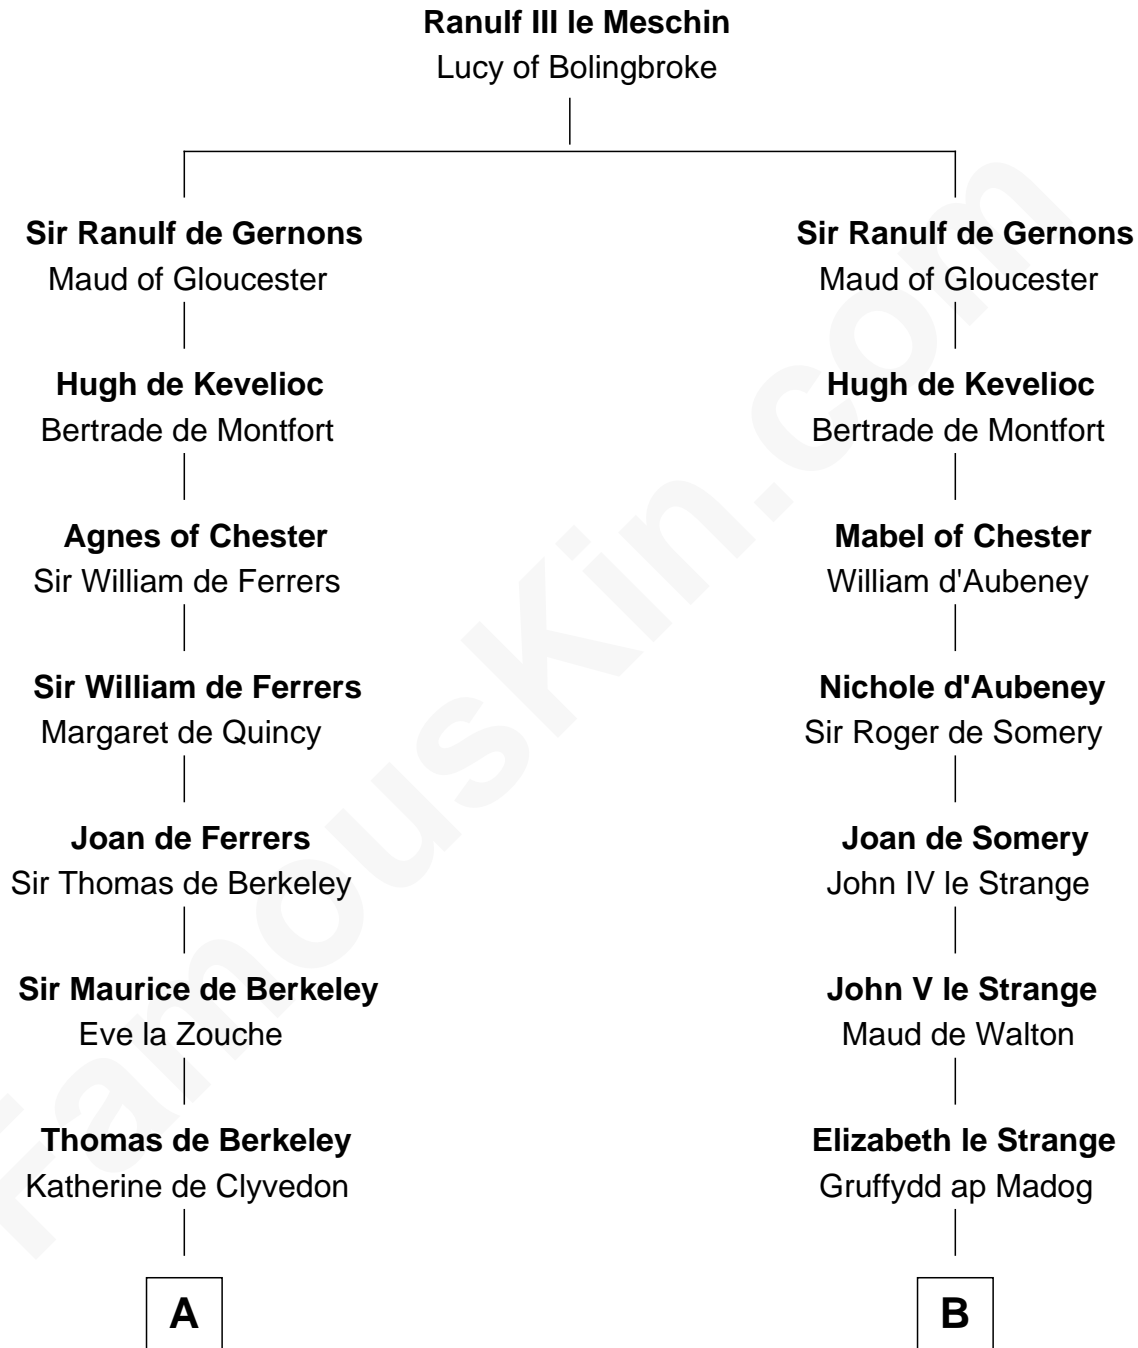 Ranulf III le Meschin
Lucy of Bolingbroke
Sir Ranulf de Gernons
Maud of Gloucester
Hugh de Kevelioc
Bertrade de Montfort
Agnes of Chester
Sir William de Ferrers
Sir William de Ferrers
Margaret de Quincy
Joan de Ferrers
Sir Thomas de Berkeley
Sir Maurice de Berkeley
Eve la Zouche
Thomas de Berkeley
Katherine de Clyvedon
A
Sir Ranulf de Gernons
Maud of Gloucester
Hugh de Kevelioc
Bertrade de Montfort
Mabel of Chester
William d'Aubeney
Nichole d'Aubeney
Sir Roger de Somery
Joan de Somery
John IV le Strange
John V le Strange
Maud de Walton
Elizabeth le Strange
Gruffydd ap Madog
B
FamousKin.com